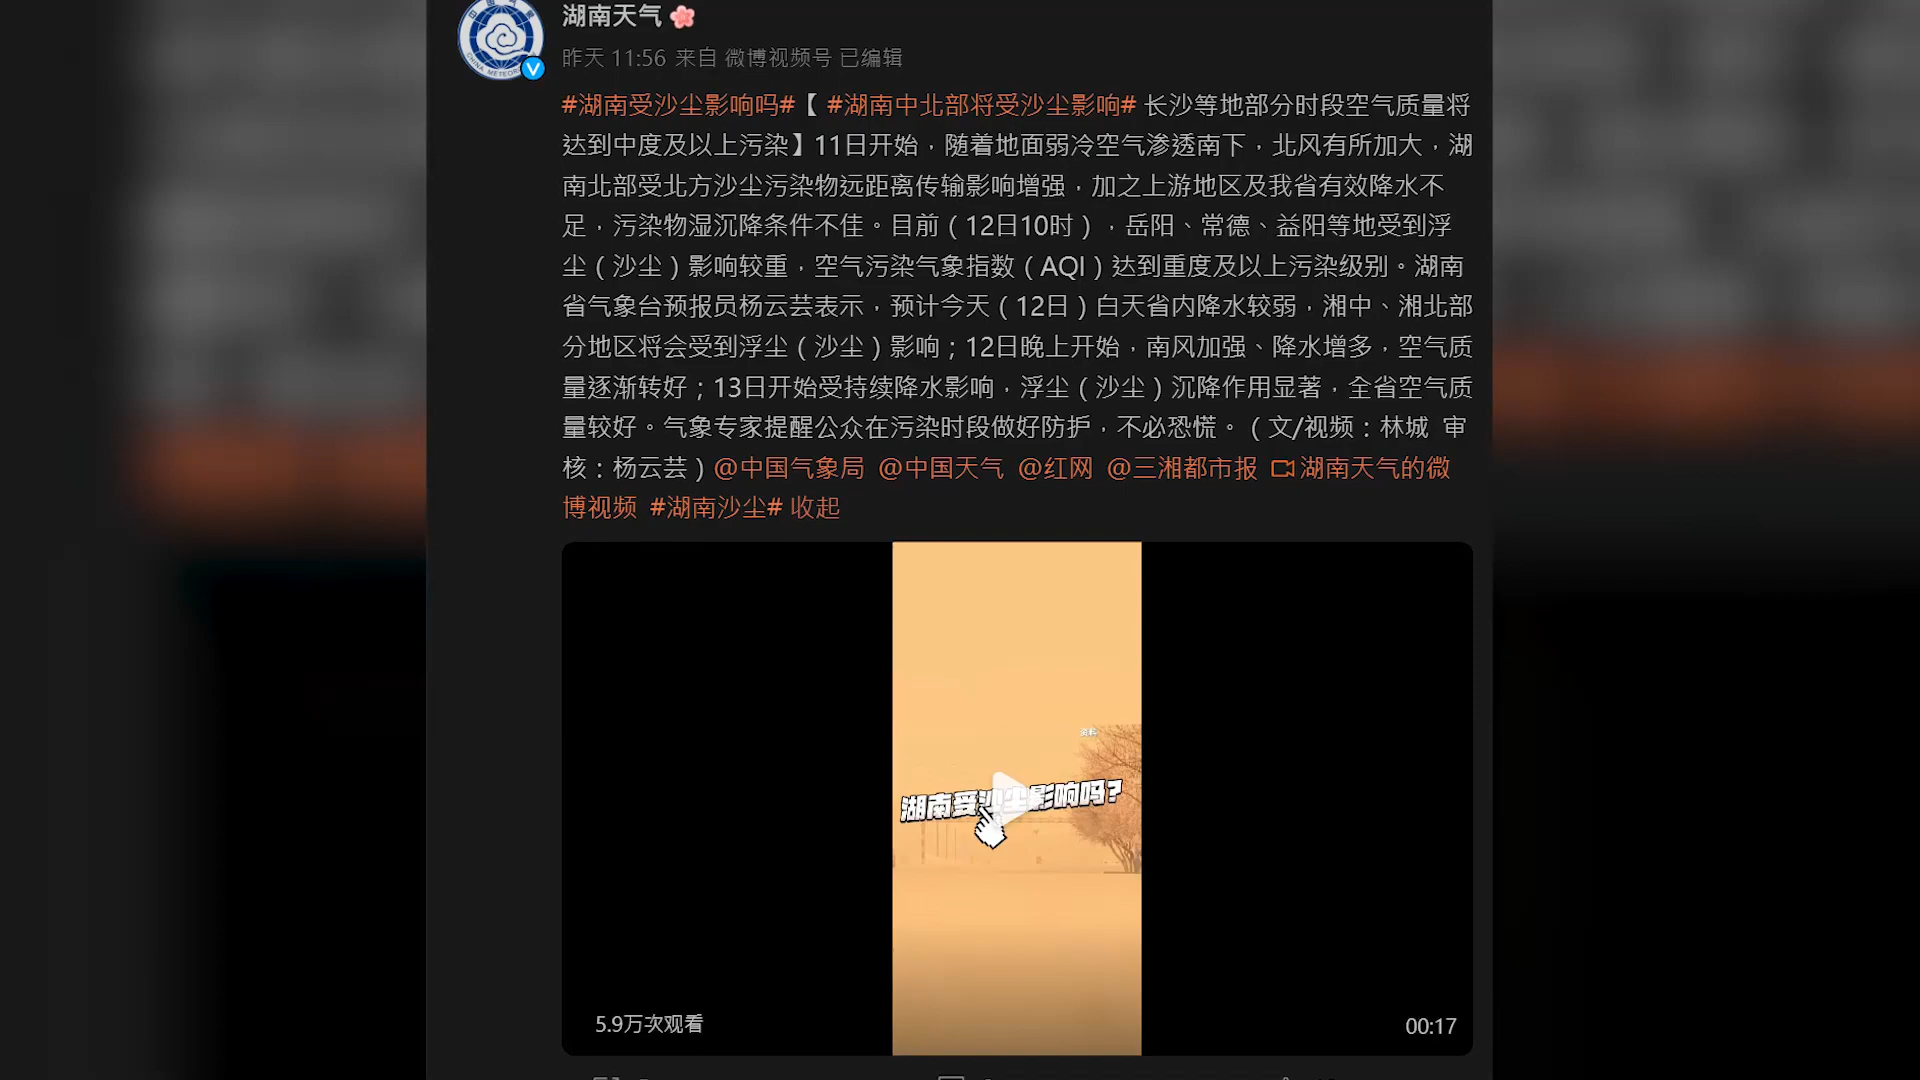 湖南天气
昨天 11:56 来自 微博视频号 已编辑
#湖南受沙尘影响吗#【 #湖南中北部将受沙尘影响# 长沙等地部分时段空气质量将
达到中度及以上污染】11日开始，随着地面弱冷空气渗透南下，北风有所加大，湖
南北部受北方沙尘污染物远距离传输影响增强，加之上游地区及我省有效降水不
足，污染物湿沉降条件不佳。目前（12日10时），岳阳、常德、益阳等地受到浮
尘（沙尘）影响较重，空气污染气象指数（AQI）达到重度及以上污染级别。湖南
省气象台预报员杨云芸表示，预计今天（12日）白天省内降水较弱，湘中、湘北部
分地区将会受到浮尘（沙尘）影响；12日晚上开始，南风加强、降水增多，空气质
量逐渐转好；13日开始受持续降水影响，浮尘（沙尘）沉降作用显著，全省空气质
量较好。气象专家提醒公众在污染时段做好防护，不必恐慌。（文/视频：林城 审
核：杨云芸）@中国气象局 @中国天气 @红网 @三湘都市报 湖南天气的微
博视频 #湖南沙尘# 收起
资料
湖南受沙尘影响吗?
5.9万次观看
00:17